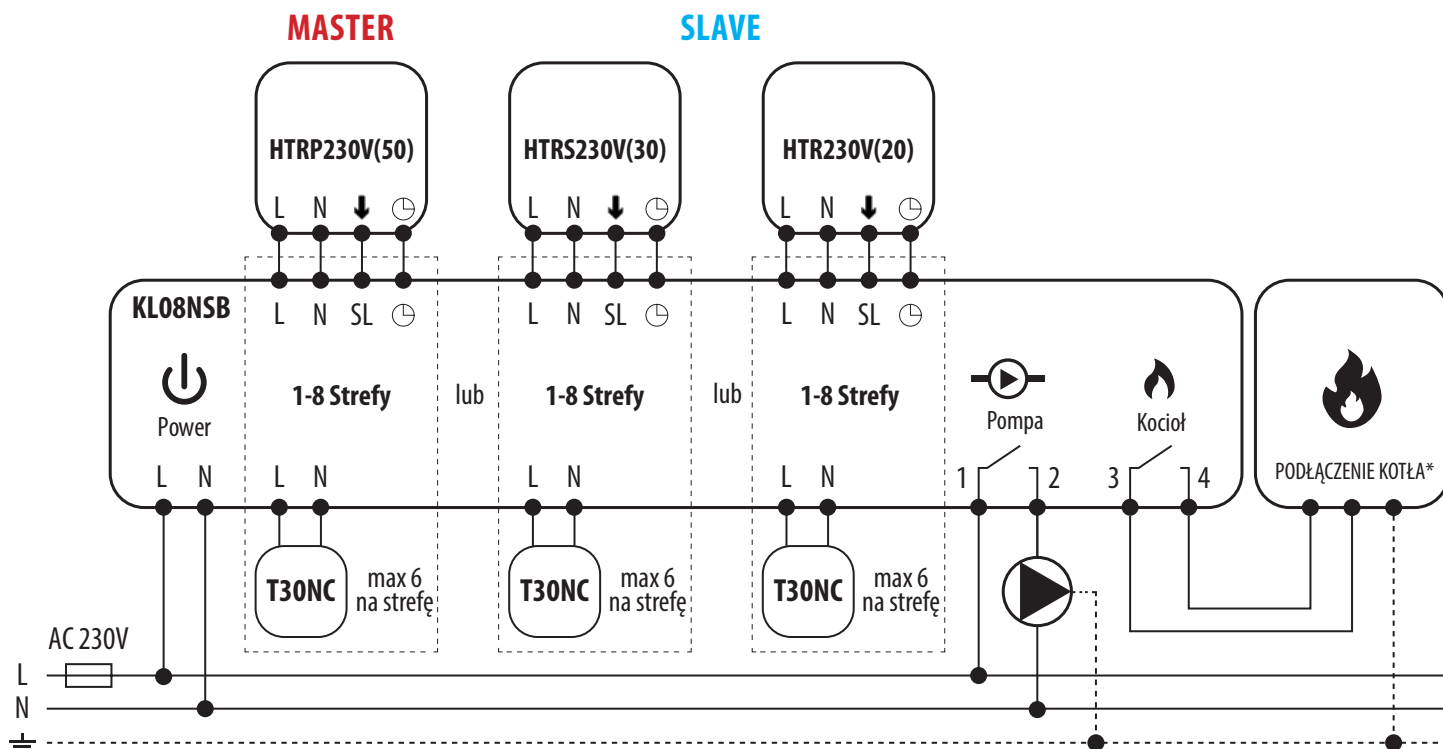 MASTER SLAVE
HTRP230V(50) HTRS230V(30) HTR230V(20)
L N L N L N
KL08NSB L N SL L N SL L N SL
1-8 Strefy lub 1-8 Strefy lub 1-8 Strefy
Power Pompa Kocioł
PODŁĄCZENIE KOTŁA*
L N L N L N L N 1 2 3 4
T30NC max 6 T30NC max 6 T30NC max 6
na strefę na strefę na strefę
AC 230V
L
N